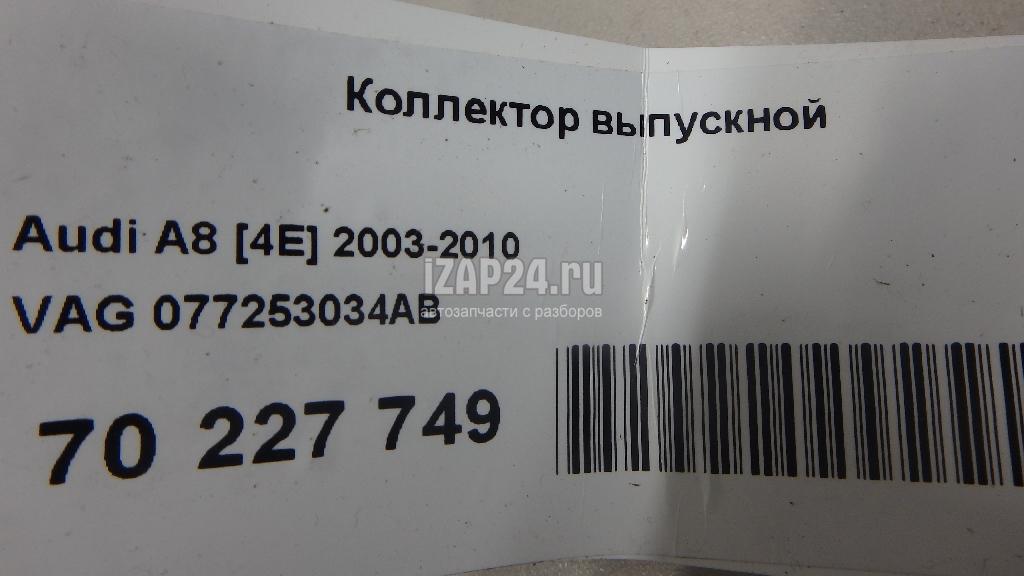 Коллектор выпускной
Audi A8 [4E] 2003-2010
iZAP24.ru
VAG 077253034AB
автозапчасти с разборов
70 227 749